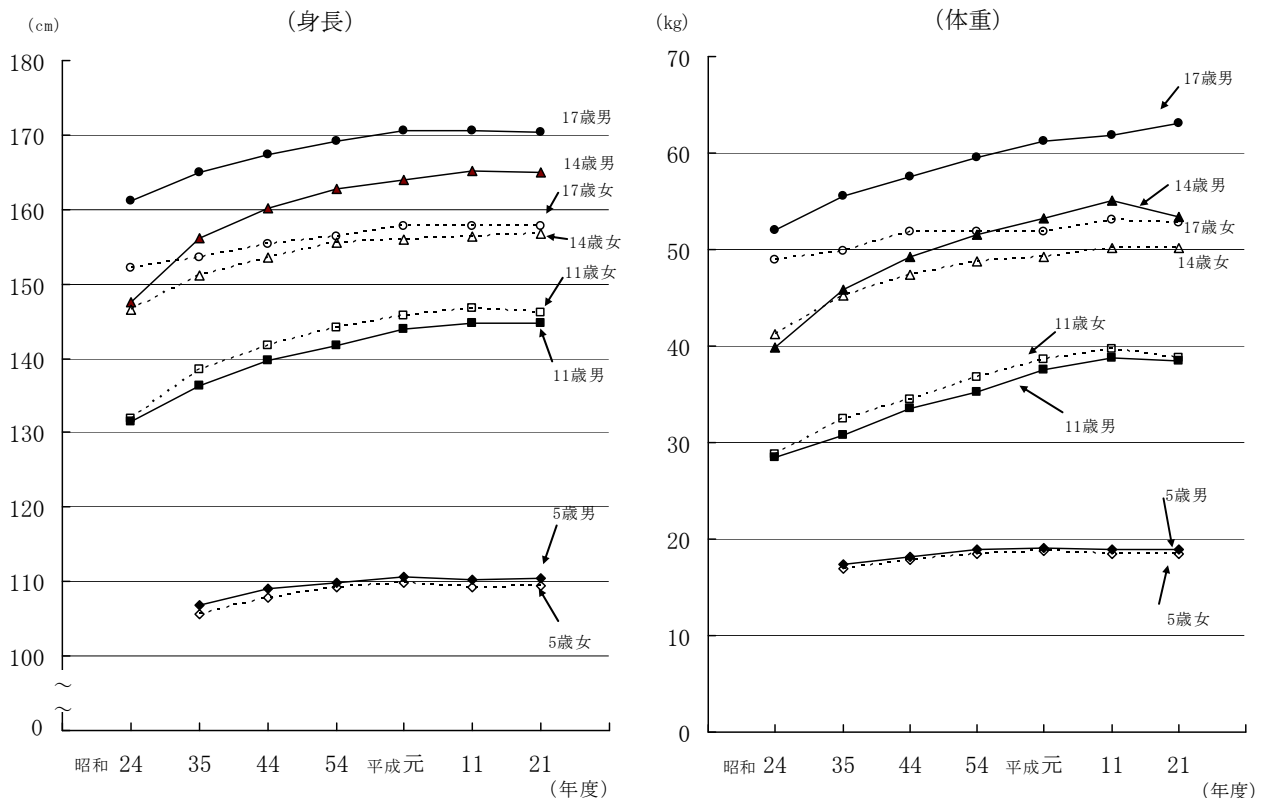 (身長)
(cm)
180
170
160
150
140
130
120
110
100
～
～
0
17歳男
14歳男
17歳女
14歳女
11歳女
11歳男
5歳男
5歳女
昭和 24 35 44 54 平成元 11 21
(年度)
(体重)
(kg)
70
60
50
40
30
20
10
0
17歳男
14歳男
17歳女
14歳女
11歳女
11歳男
5歳男
5歳女
昭和 24 35 44 54 平成元 11 21
(年度)